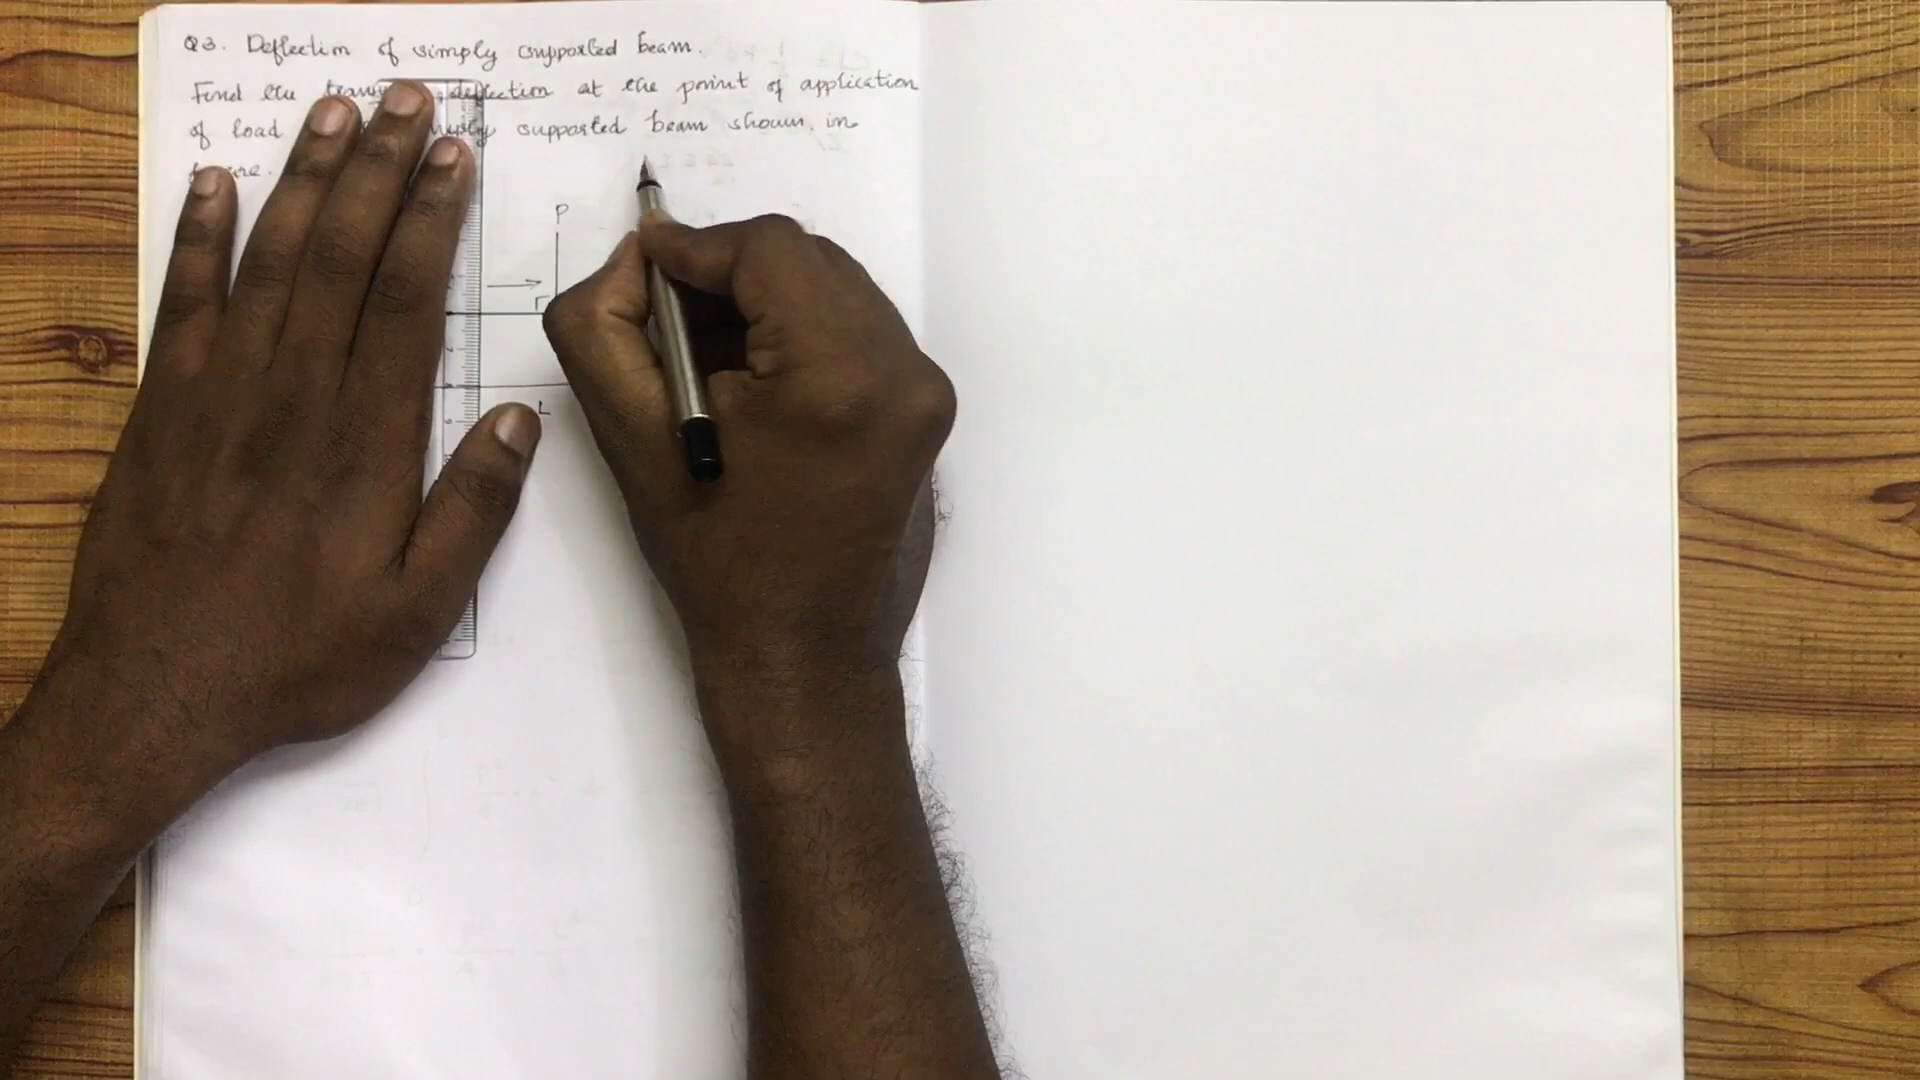 Q3. Deflection of simply supported beam.
Find the deflection at the point of application
of load supported beam shown in
P
L